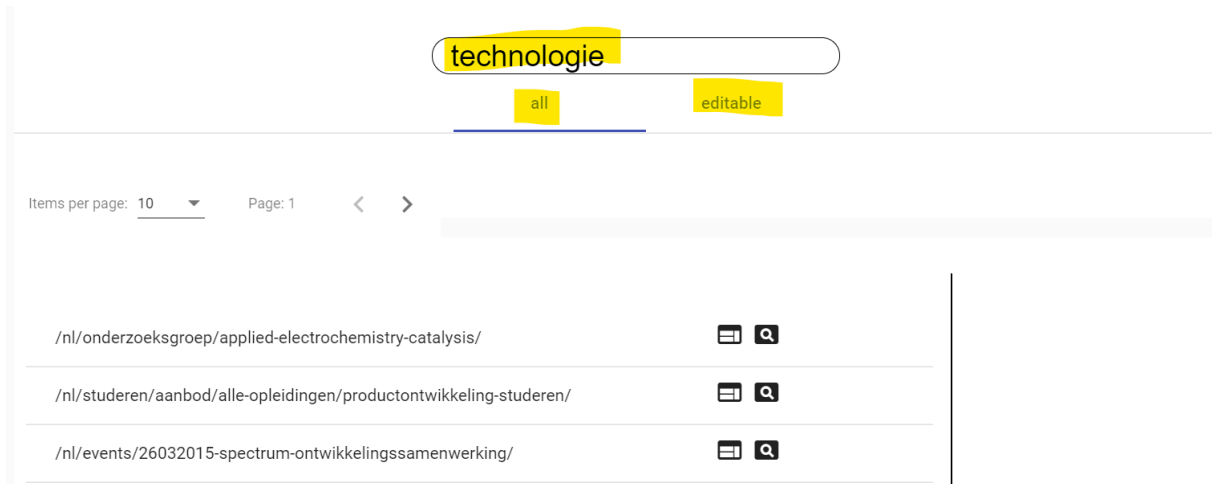 technologie
all editable
Items per page: 10 Page: 1
/nl/onderzoeksgroep/applied-electrochemistry-catalysis/
/nl/studeren/aanbod/alle-opleidingen/productontwikkeling-studeren/
/nl/events/26032015-spectrum-ontwikkelingssamenwerking/